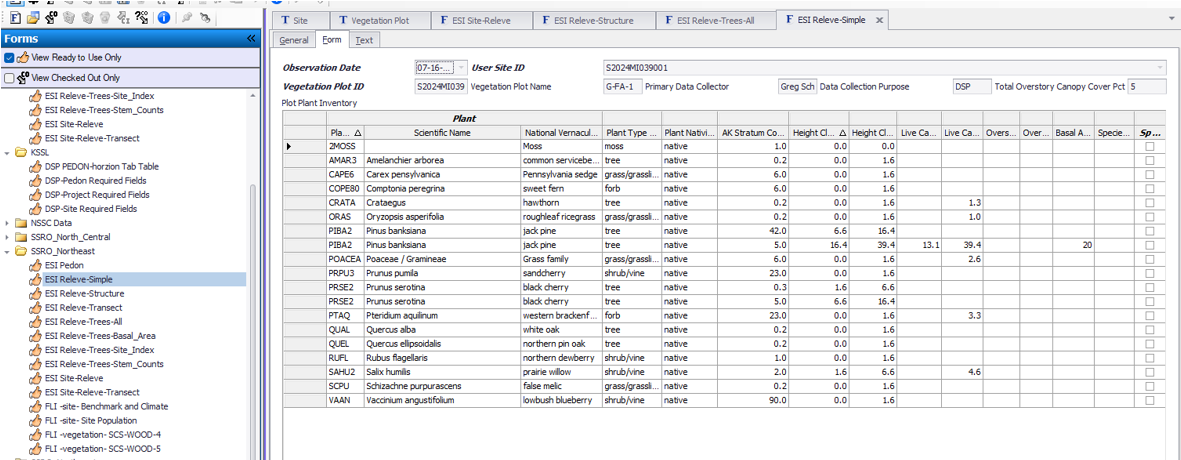 Site
Vegetation Plot
ESI Site-Releve
ESI Releve-Structure
ESI Releve-Trees-All
ESI Releve-Simple
Forms
View Ready to Use Only
View Checked Out Only
ESI Releve-Trees-Site_Index
ESI Releve-Trees-Stem_Counts
ESI Site-Releve
ESI Site-Releve-Transect
KSSL
DSP PEDON-horzion Tab Table
DSP-Pedon Required Fields
DSP-Project Required Fields
DSP-Site Required Fields
NSSC Data
SSRO_North_Central
SSRO_Northeast
ESI Pedon
ESI Releve-Simple
ESI Releve-Structure
ESI Releve-Transect
ESI Releve-Trees-All
ESI Releve-Trees-Basal_Area
ESI Releve-Trees-Site_Index
ESI Releve-Trees-Stem_Counts
ESI Site-Releve
ESI Site-Releve-Transect
FLI -site- Benchmark and Climate
FLI -site- Site Population
FLI -vegetation- SCS-WOOD-4
FLI -vegetation- SCS-WOOD-5
General Form Text
Observation Date 07-16-... User Site ID S2024MI039001
Vegetation Plot ID S2024MI039 Vegetation Plot Name G-FA-1 Primary Data Collector Greg Sch Data Collection Purpose DSP Total Overstory Canopy Cover Pct 5
Plot Plant Inventory
Plant
Pla... Scientific Name National Vernacul... Plant Type ... Plant Nativi... AK Stratum Co... Height Cl... Height Cl... Live Ca... Live Ca... Overs... Over... Basal A... Specie... Sp ...
2MOSS Moss moss native 1.0 0.0 0.0
AMAR3 Amelanchier arborea common servicebe... tree native 0.2 0.0 1.6
CAPE6 Carex pensylvanica Pennsylvania sedge grass/grassli... native 6.0 0.0 1.6
COPE80 Comptonia peregrina sweet fern forb native 6.0 0.0 1.6
CRATA Crataegus hawthorn tree native 0.2 0.0 1.6 1.3
ORAS Oryzopsis asperifolia roughleaf ricegrass grass/grassli... native 0.2 0.0 1.6 1.0
PIBA2 Pinus banksiana jack pine tree native 42.0 6.6 16.4
PIBA2 Pinus banksiana jack pine tree native 5.0 16.4 39.4 13.1 39.4 20
POACEA Poaceae / Gramineae Grass family grass/grassli... native 6.0 0.0 1.6 2.6
PRPU3 Prunus pumila sandcherry shrub/vine native 23.0 0.0 1.6
PRSE2 Prunus serotina black cherry tree native 0.3 1.6 6.6
PRSE2 Prunus serotina black cherry tree native 5.0 6.6 16.4
PTAQ Pteridium aquilinum western brackenf... forb native 23.0 0.0 1.6 3.3
QUAL Quercus alba white oak tree native 0.2 0.0 1.6
QUEL Quercus ellipsoidalis northern pin oak tree native 0.2 0.0 1.6
RUFL Rubus flagellaris northern dewberry shrub/vine native 1.0 0.0 1.6
SAHU2 Salix humilis prairie willow shrub/vine native 2.0 1.6 6.6 4.6
SCPU Schizachne purpurascens false melic grass/grassli... native 0.2 0.0 1.6
VAAN Vaccinium angustifolium lowbush blueberry shrub/vine native 90.0 0.0 1.6